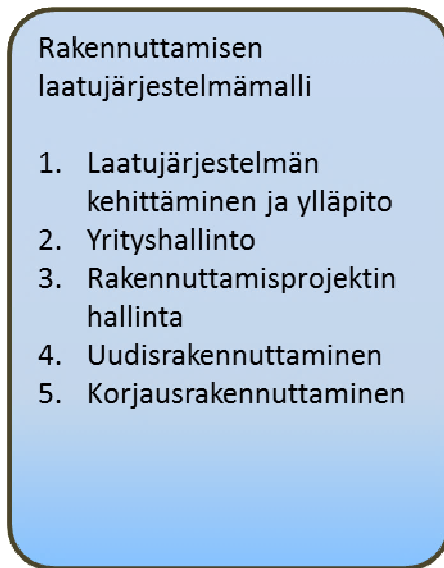 Rakennuttamisen
laatujärjestelmämalli
1. Laatujärjestelmän
kehittäminen ja ylläpito
2. Yrityshallinto
3. Rakennuttamisprojektin
hallinta
4. Uudisrakennuttaminen
5. Korjausrakennuttaminen